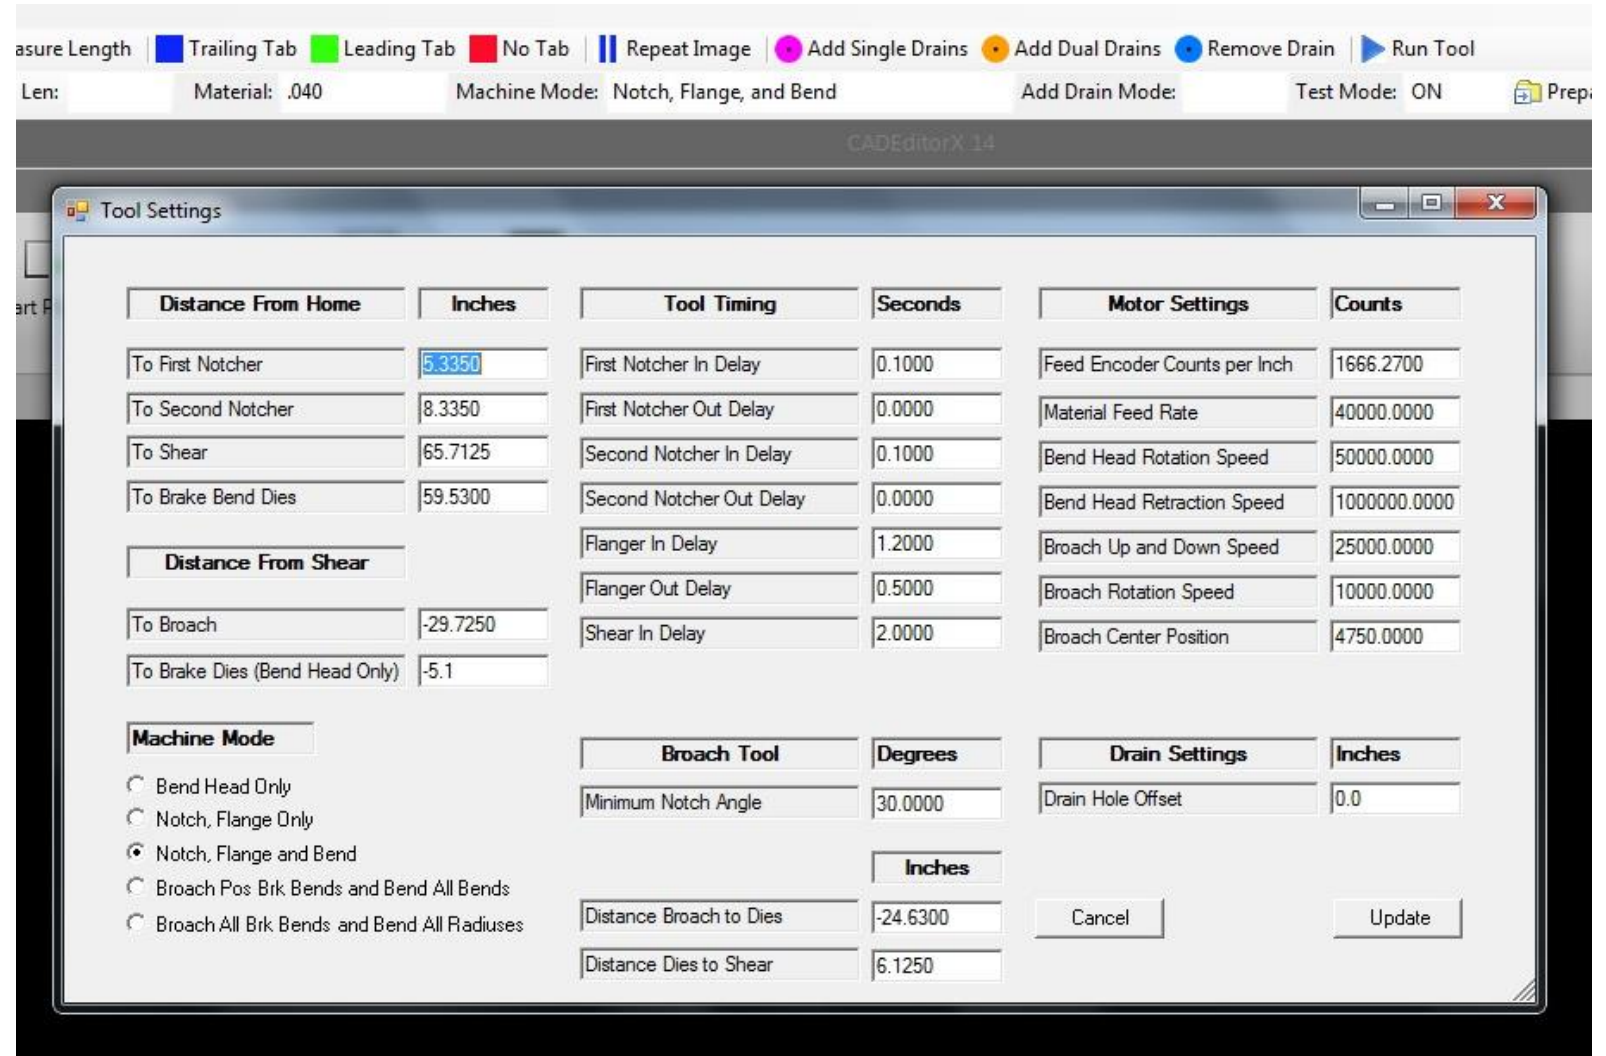 asure Length Trailing Tab Leading Tab No Tab Repeat Image Add Single Drains Add Dual Drains Remove Drain Run Tool
Len: Material: .040 Machine Mode: Notch, Flange, and Bend Add Drain Mode: Test Mode: ON Prepa
CADEditorX 14
Tool Settings
art P
Distance From Home Inches
To First Notcher 5.3350
To Second Notcher 8.3350
To Shear 65.7125
To Brake Bend Dies 59.5300
Distance From Shear
To Broach -29.7250
To Brake Dies (Bend Head Only) -5.1
Machine Mode
Bend Head Only
Notch, Flange Only
Notch, Flange and Bend
Broach Pos Brk Bends and Bend All Bends
Broach All Brk Bends and Bend All Radiuses
Tool Timing Seconds
First Notcher In Delay 0.1000
First Notcher Out Delay 0.0000
Second Notcher In Delay 0.1000
Second Notcher Out Delay 0.0000
Flanger In Delay 1.2000
Flanger Out Delay 0.5000
Shear In Delay 2.0000
Broach Tool Degrees
Minimum Notch Angle 30.0000
Inches
Distance Broach to Dies -24.6300
Distance Dies to Shear 6.1250
Motor Settings Counts
Feed Encoder Counts per Inch 1666.2700
Material Feed Rate 40000.0000
Bend Head Rotation Speed 50000.0000
Bend Head Retraction Speed 1000000.0000
Broach Up and Down Speed 25000.0000
Broach Rotation Speed 10000.0000
Broach Center Position 4750.0000
Drain Settings Inches
Drain Hole Offset 0.0
Cancel Update